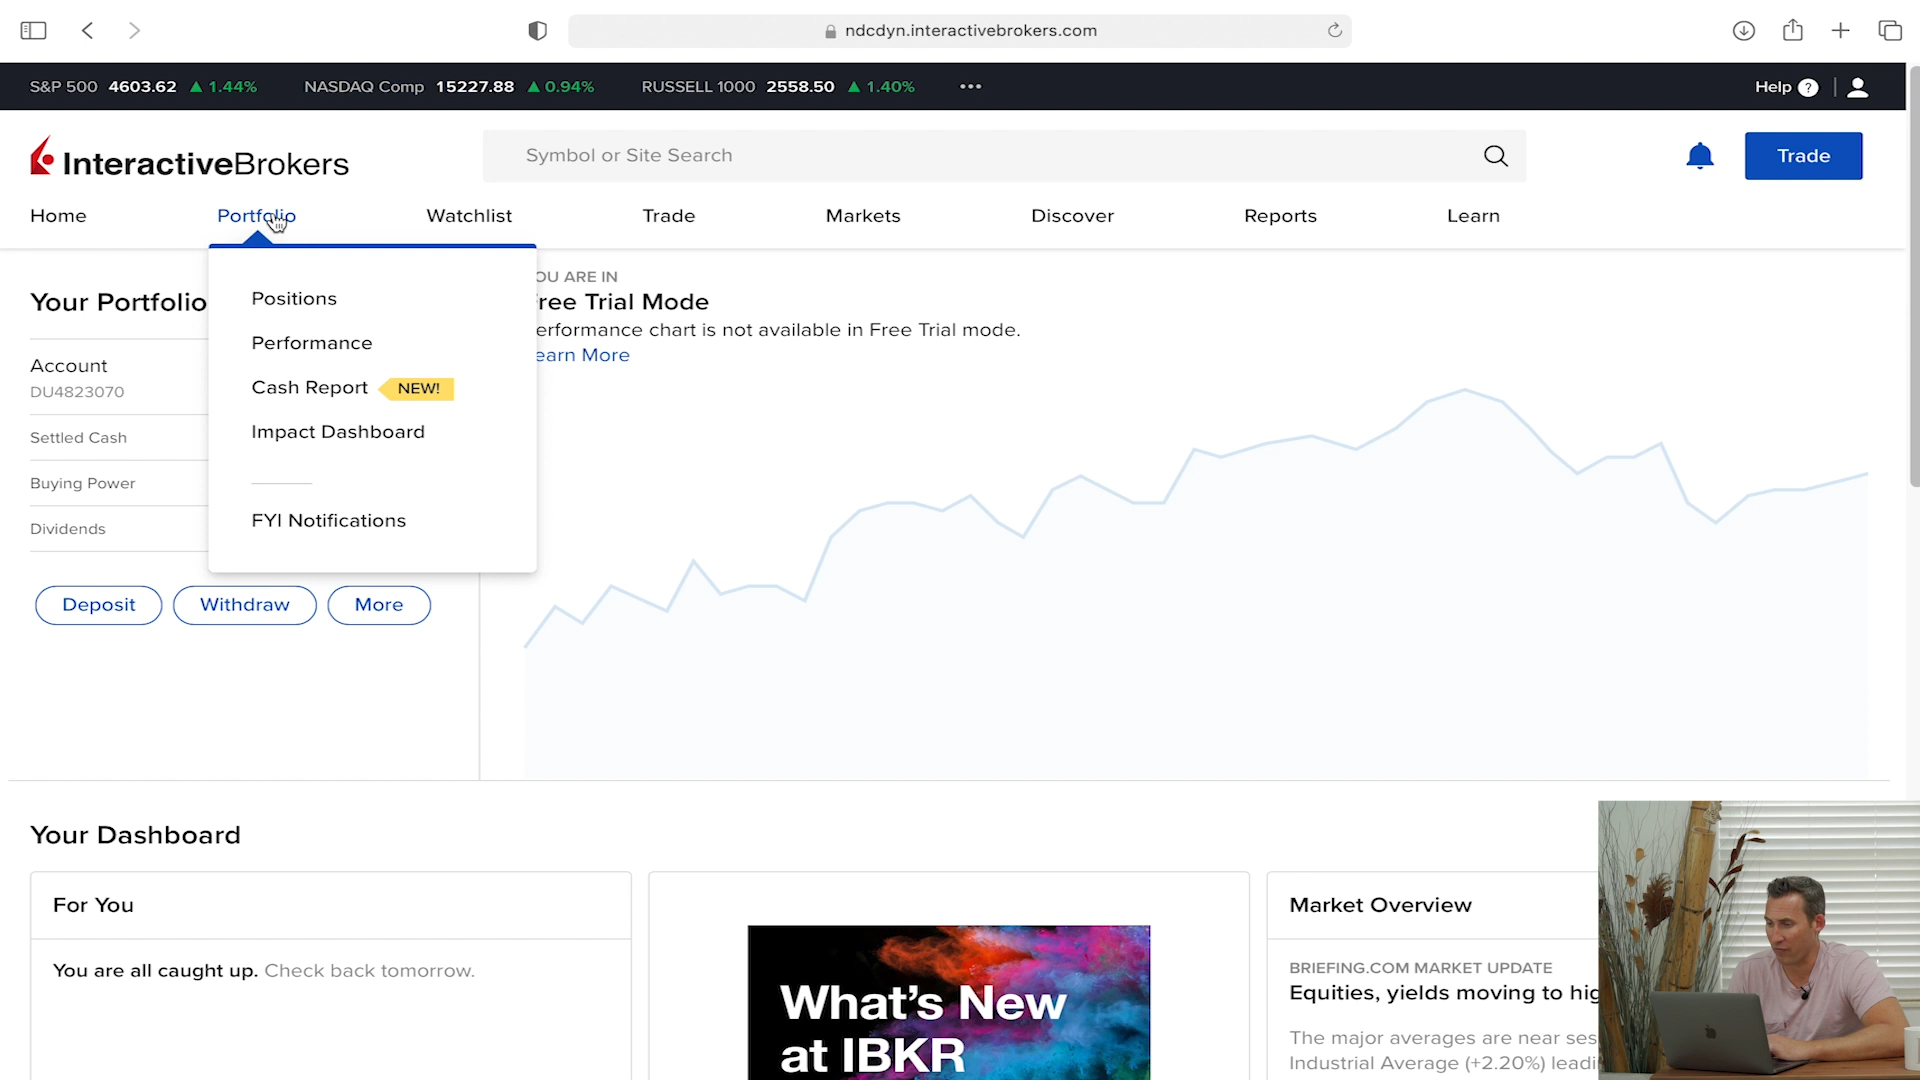 ndcdyn.interactivebrokers.com
S&P 500 4603.62 ▲ 1.44% NASDAQ Comp 15227.88 ▲ 0.94% RUSSELL 1000 2558.50 ▲ 1.40% ••• Help ?
InteractiveBrokers
Symbol or Site Search
Trade
Home Portfolio Watchlist Trade Markets Discover Reports Learn
Positions
Performance
Cash Report NEW!
Impact Dashboard
FYI Notifications
Your Portfolio
Account
DU4823070
Settled Cash
Buying Power
Dividends
Deposit Withdraw More
OU ARE IN
ree Trial Mode
erformance chart is not available in Free Trial mode.
earn More
Your Dashboard
For You
You are all caught up. Check back tomorrow.
What's New
at IBKR
Market Overview
BRIEFING.COM MARKET UPDATE
Equities, yields moving to hig
The major averages are near ses
Industrial Average (+2.20%) leadi